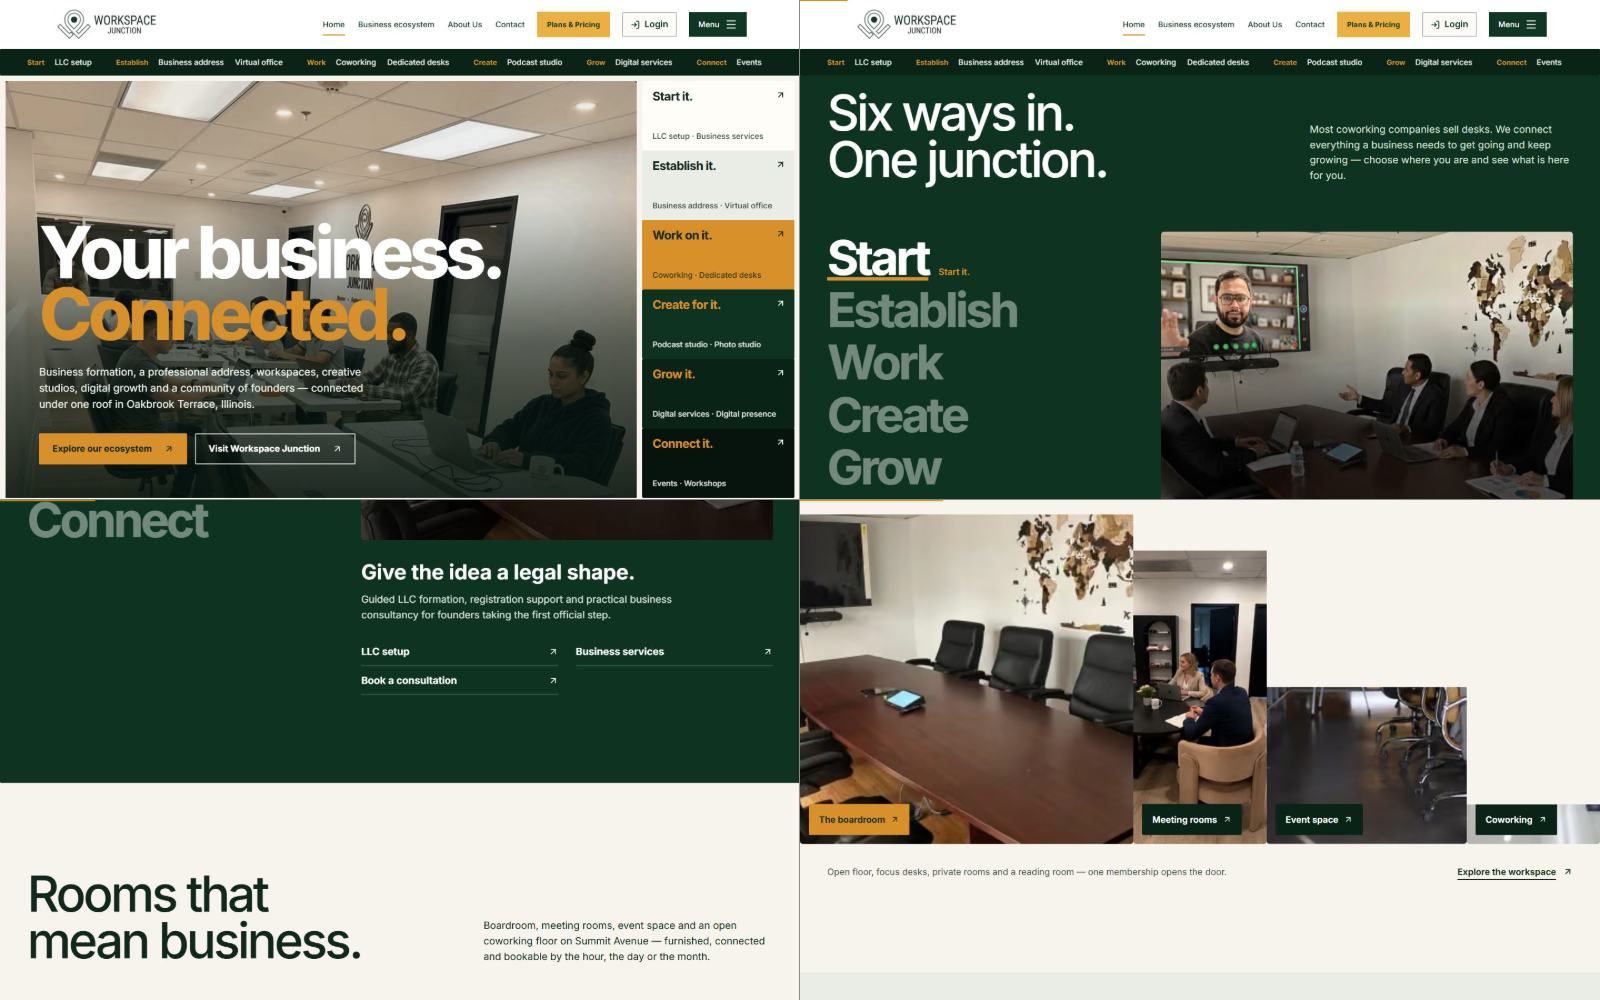 WORKSPACE
JUNCTION
Home Business ecosystem About Us Contact Plans & Pricing Login Menu
Start LLC setup Establish Business address Virtual office Work Coworking Dedicated desks Create Podcast studio Grow Digital services Connect Events
Your business.
Connected.
Business formation, a professional address, workspaces, creative
studios, digital growth and a community of founders — connected
under one roof in Oakbrook Terrace, Illinois.
Explore our ecosystem
Visit Workspace Junction
Start it.
LLC setup · Business services
Establish it.
Business address · Virtual office
Work on it.
Coworking · Dedicated desks
Create for it.
Podcast studio · Photo studio
Grow it.
Digital services · Digital presence
Connect it.
Events · Workshops
WORKSPACE
JUNCTION
Home Business ecosystem About Us Contact Plans & Pricing Login Menu
Start LLC setup Establish Business address Virtual office Work Coworking Dedicated desks Create Podcast studio Grow Digital services Connect Events
Six ways in.
One junction.
Most coworking companies sell desks. We connect
everything a business needs to get going and keep
growing — choose where you are and see what is here
for you.
Start Start it.
Establish
Work
Create
Grow
Connect
Give the idea a legal shape.
Guided LLC formation, registration support and practical business
consultancy for founders taking the first official step.
LLC setup
Business services
Book a consultation
Rooms that
mean business.
Boardroom, meeting rooms, event space and an open
coworking floor on Summit Avenue — furnished, connected
and bookable by the hour, the day or the month.
The boardroom
Meeting rooms
Event space
Coworking
Open floor, focus desks, private rooms and a reading room — one membership opens the door.
Explore the workspace